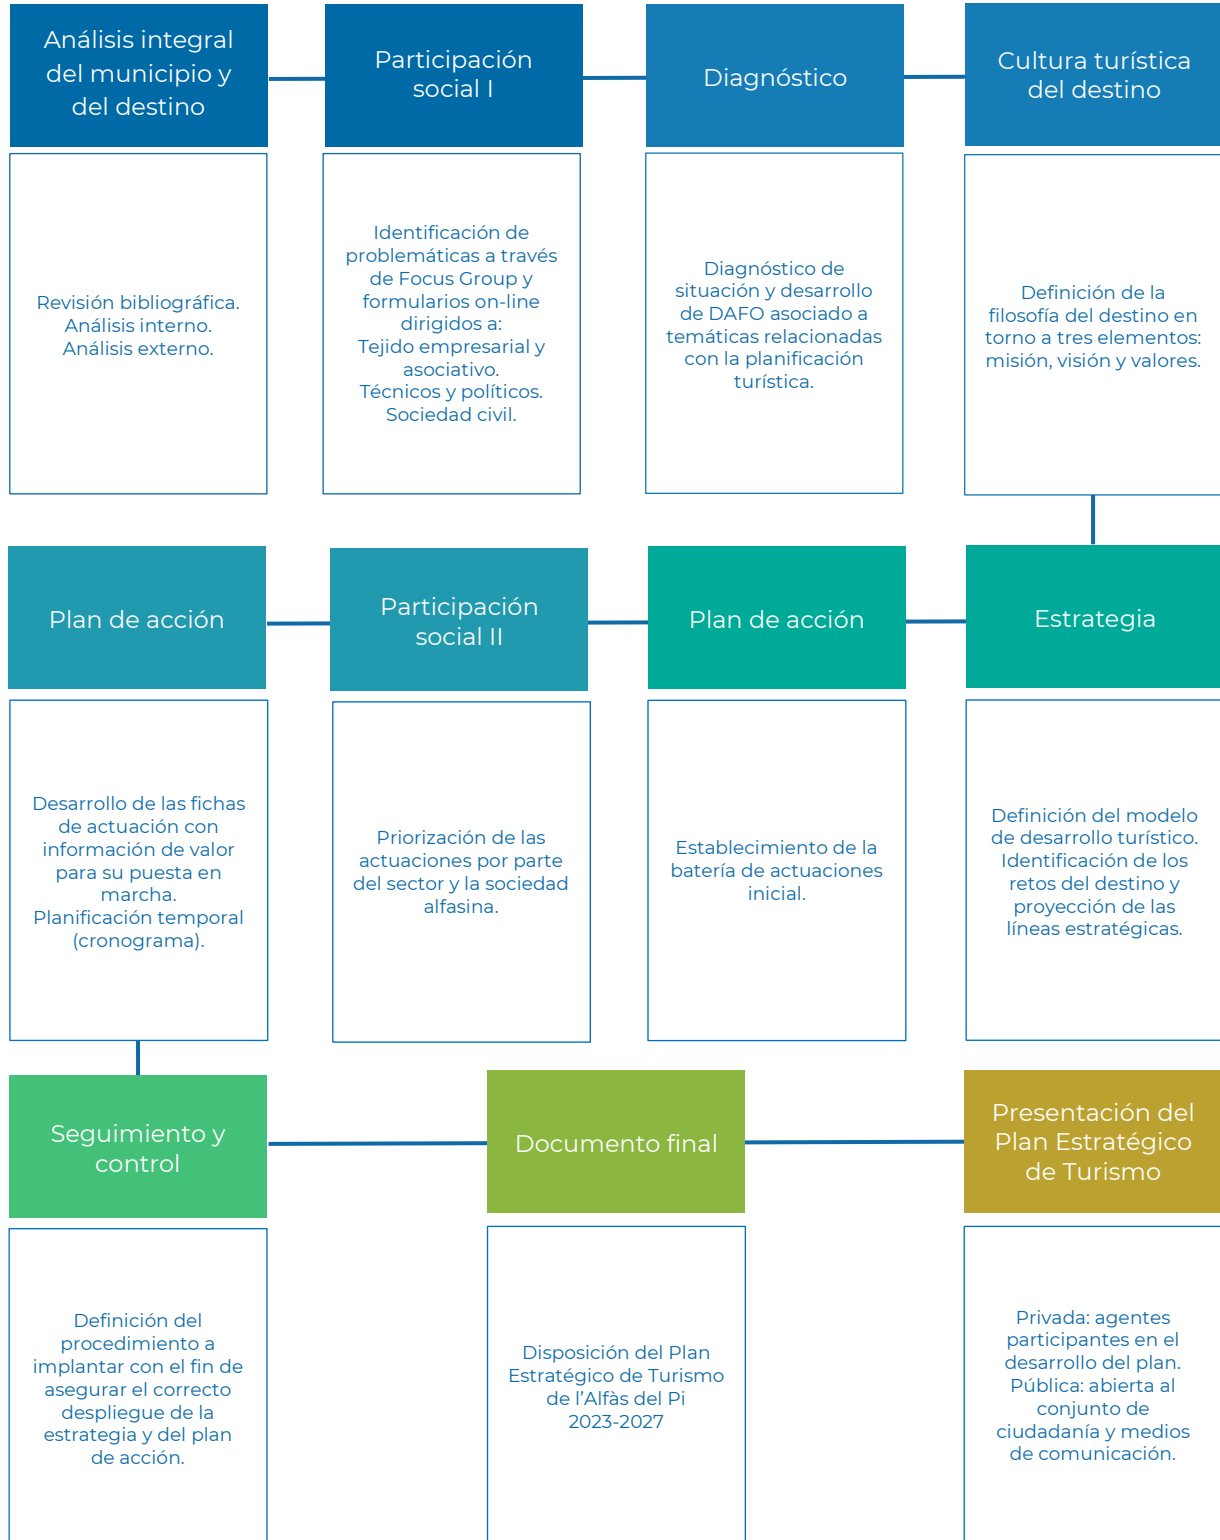 Análisis integral
del municipio y
del destino
Revisión bibliográfica.
Análisis interno.
Análisis externo.
Participación
social I
Identificación de
problemáticas a través
de Focus Group y
formularios on-line
dirigidos a:
Tejido empresarial y
asociativo.
Técnicos y políticos.
Sociedad civil.
Diagnóstico
Diagnóstico de
situación y desarrollo
de DAFO asociado a
temáticas relacionadas
con la planificación
turística.
Cultura turística
del destino
Definición de la
filosofía del destino en
torno a tres elementos:
misión, visión y valores.
Estrategia
Definición del modelo
de desarrollo turístico.
Identificación de los
retos del destino y
proyección de las
líneas estratégicas.
Plan de acción
Establecimiento de la
batería de actuaciones
inicial.
Participación
social II
Priorización de las
actuaciones por parte
del sector y la sociedad
alfasina.
Plan de acción
Desarrollo de las fichas
de actuación con
información de valor
para su puesta en
marcha.
Planificación temporal
(cronograma).
Seguimiento y
control
Definición del
procedimiento a
implantar con el fin de
asegurar el correcto
despliegue de la
estrategia y del plan
de acción.
Documento final
Disposición del Plan
Estratégico de Turismo
de l’Alfàs del Pi
2023-2027
Presentación del
Plan Estratégico
de Turismo
Privada: agentes
participantes en el
desarrollo del plan.
Pública: abierta al
conjunto de
ciudadanía y medios
de comunicación.